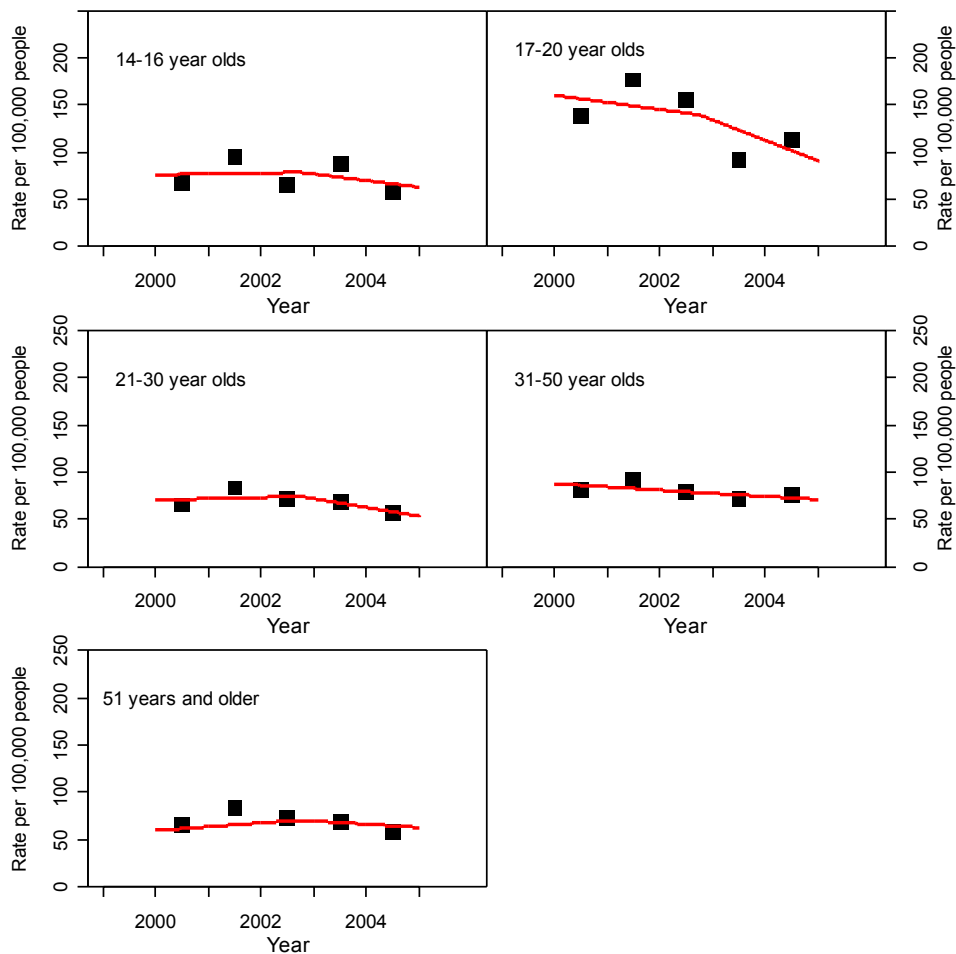 Rate per 100,000 people
0 50 100 150 200
14-16 year olds
2000 2002 2004
Year
17-20 year olds
2000 2002 2004
Year
0 50 100 150 200
Rate per 100,000 people
Rate per 100,000 people
0 50 100 150 200 250
21-30 year olds
2000 2002 2004
Year
31-50 year olds
2000 2002 2004
Year
0 50 100 150 200 250
Rate per 100,000 people
Rate per 100,000 people
0 50 100 150 200 250
51 years and older
2000 2002 2004
Year